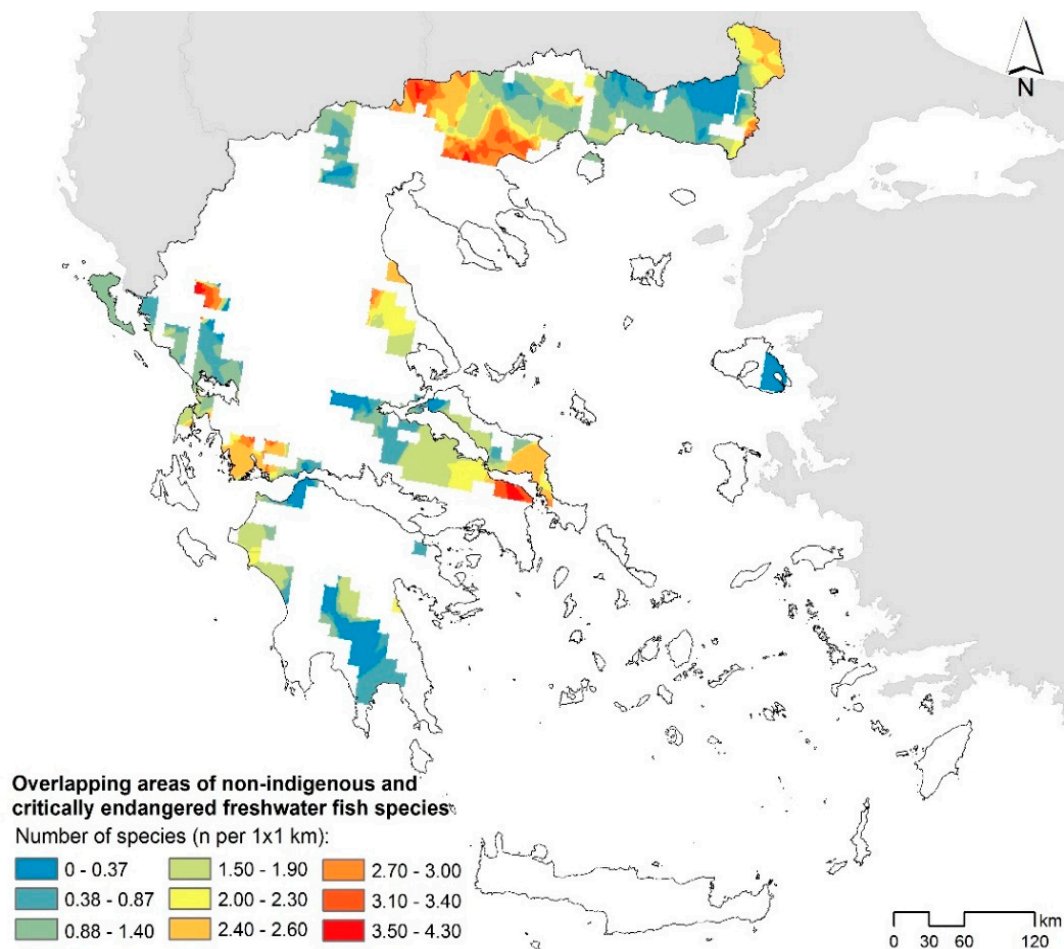 N
Overlapping areas of non-indigenous and
critically endangered freshwater fish species
Number of species (n per 1x1 km):
0 - 0.37
1.50 - 1.90
2.70 - 3.00
0.38 - 0.87
2.00 - 2.30
3.10 - 3.40
0.88 - 1.40
2.40 - 2.60
3.50 - 4.30
km
0 30 60 120